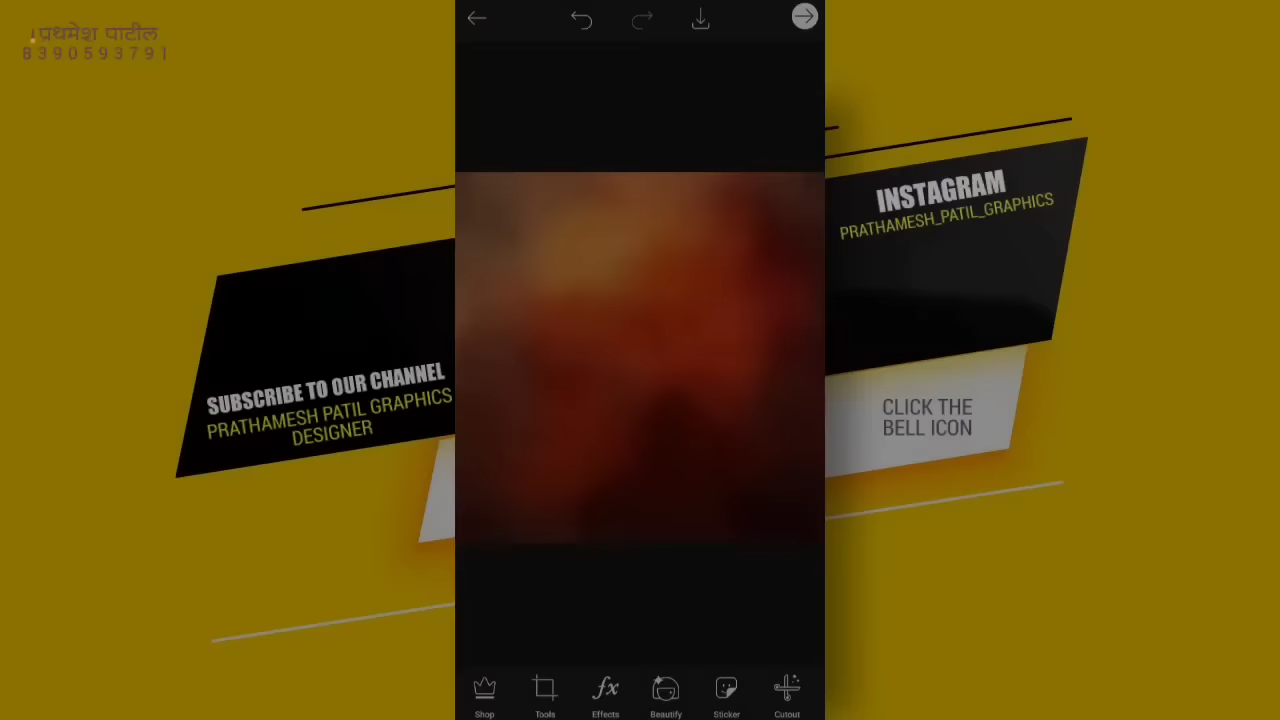 प्रथमेश पाटील
8390593791
INSTAGRAM
PRATHAMESH_PATIL_GRAPHICS
SUBSCRIBE TO OUR CHANNEL
PRATHAMESH PATIL GRAPHICS
DESIGNER
CLICK THE
BELL ICON
Shop
Tools
Effects
Beautify
Sticker
Cutout